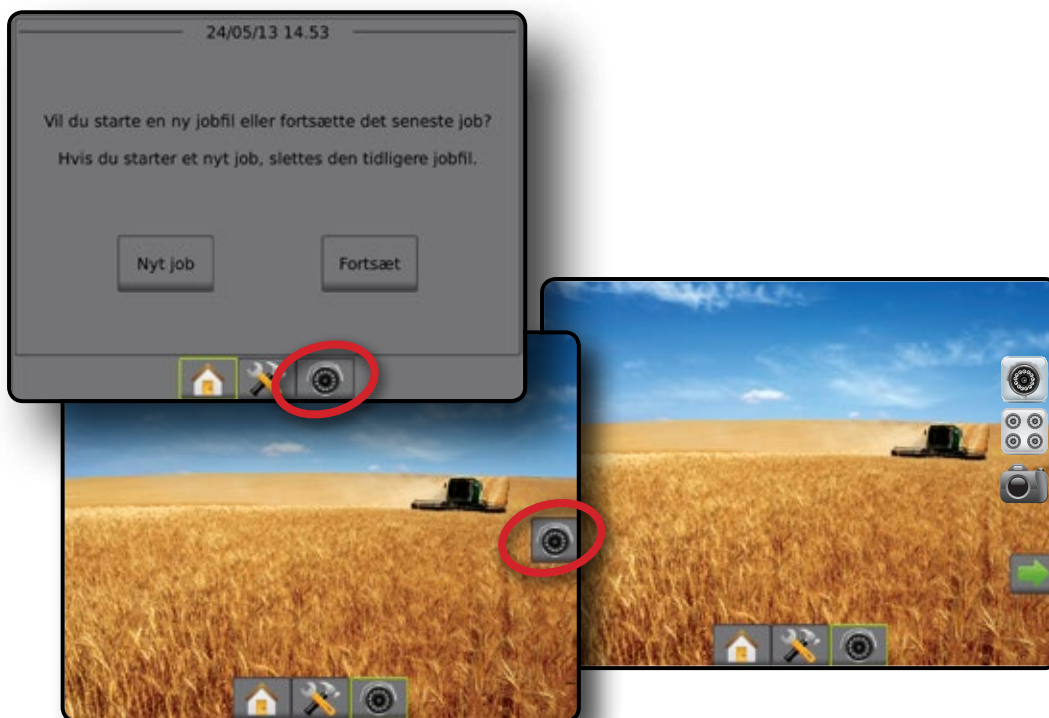 24/05/13 14.53
Vil du starte en ny jobfil eller fortsætte det seneste job?
Hvis du starter et nyt job, slettes den tidligere jobfil.
Nyt job
Fortsæt